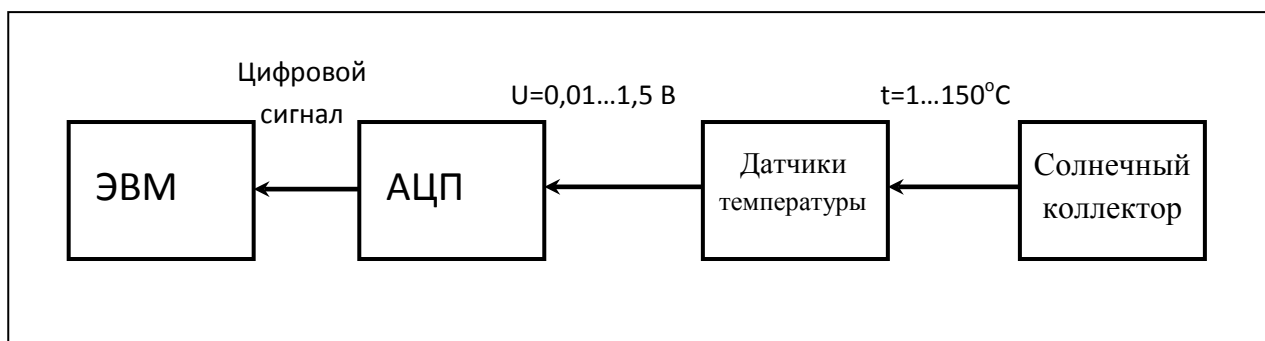 Цифровой
сигнал
U=0,01...1,5 В
t=1...150°С
ЭВМ
АЦП
Датчики
температуры
Солнечный
коллектор